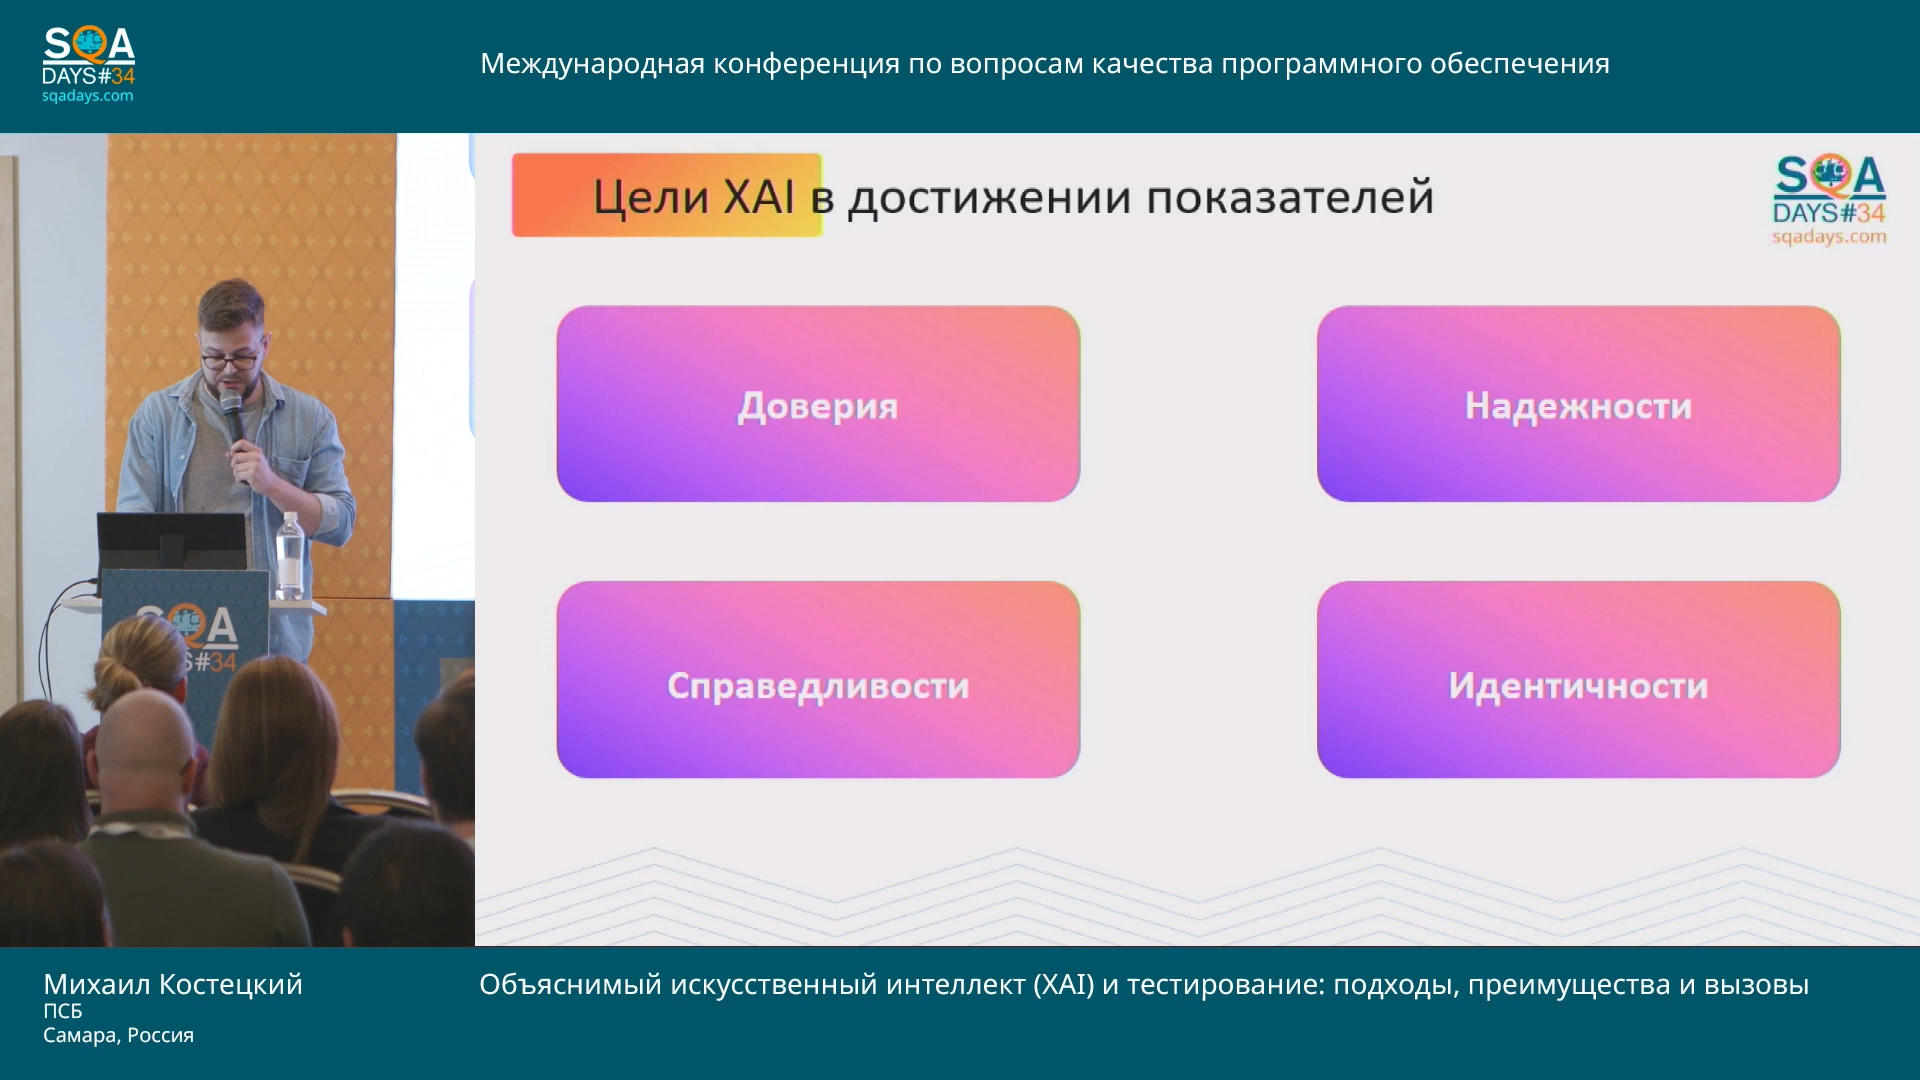 SQA
DAYS#34
sqadays.com
Международная конференция по вопросам качества программного обеспечения
Цели XAI в достижении показателей
SQA
DAYS#34
sqadays.com
Доверия
Надежности
Справедливости
Идентичности
SQA
S#34
Михаил Костецкий
ПСБ
Самара, Россия
Объяснимый искусственный интеллект (XAI) и тестирование: подходы, преимущества и вызовы